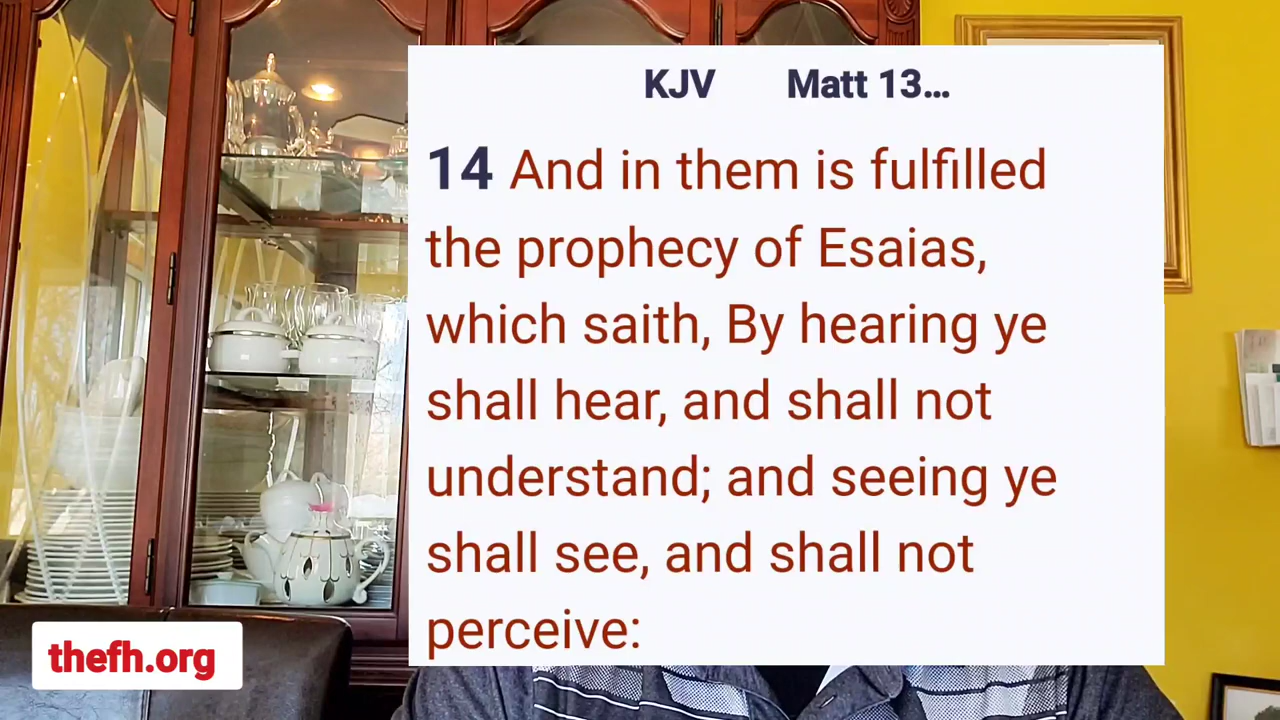 KJV Matt 13...
14 And in them is fulfilled
the prophecy of Esaias,
which saith, By hearing ye
shall hear, and shall not
understand; and seeing ye
shall see, and shall not
perceive:
thefh.org